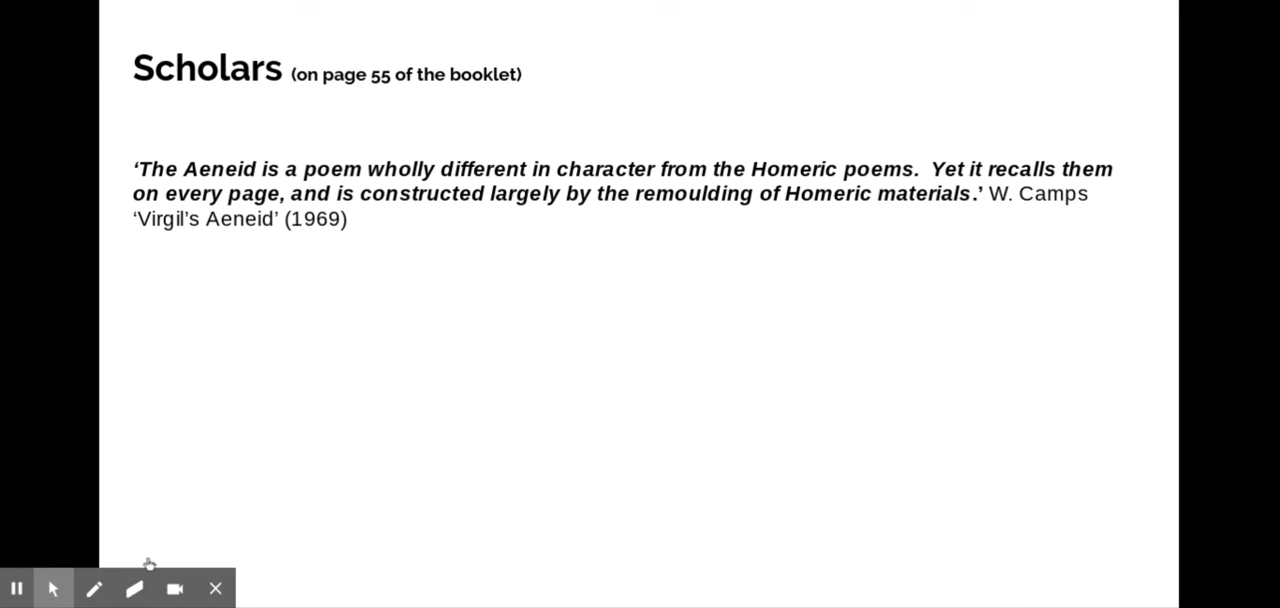 Scholars (on page 55 of the booklet)
‘The Aeneid is a poem wholly different in character from the Homeric poems.  Yet it recalls them
on every page, and is constructed largely by the remoulding of Homeric materials.’ W. Camps
‘Virgil’s Aeneid’ (1969)